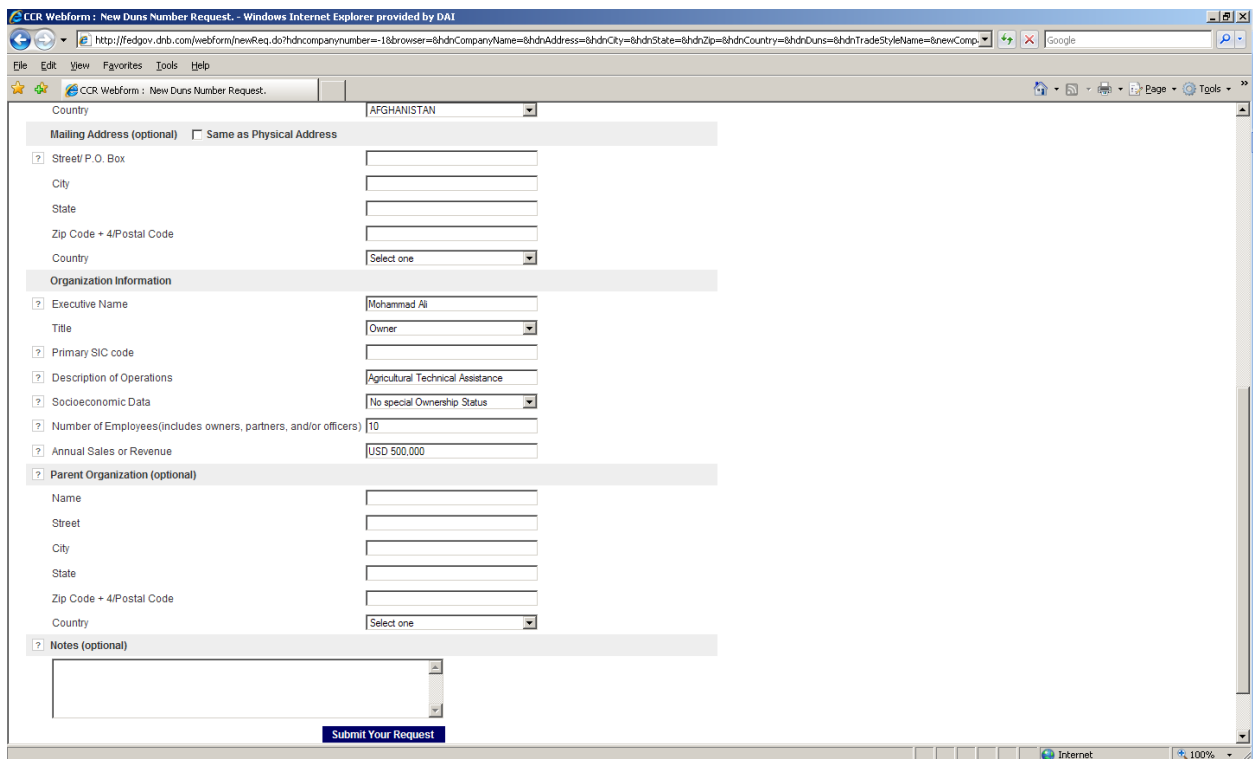 CCR Webform : New Duns Number Request. - Windows Internet Explorer provided by DAI
http://fedgov.dnb.com/webform/newReq.do?hdncompanynumber=-1&browser=&hdnCompanyName=&hdnAddress=&hdnCity=&hdnState=&hdnZip=&hdnCountry=&hdnDuns=&hdnTradeStyleName=&newComp Google
File Edit View Favorites Tools Help
CCR Webform : New Duns Number Request. Page Tools »
Country AFGHANISTAN
Mailing Address (optional) Same as Physical Address
? Street/ P.O. Box
City
State
Zip Code + 4/Postal Code
Country Select one
Organization Information
? Executive Name Mohammad Ali
Title Owner
? Primary SIC code
? Description of Operations Agricultural Technical Assistance
? Socioeconomic Data No special Ownership Status
? Number of Employees(includes owners, partners, and/or officers) 10
? Annual Sales or Revenue USD 500,000
? Parent Organization (optional)
Name
Street
City
State
Zip Code + 4/Postal Code
Country Select one
? Notes (optional)
Submit Your Request
Internet 100%